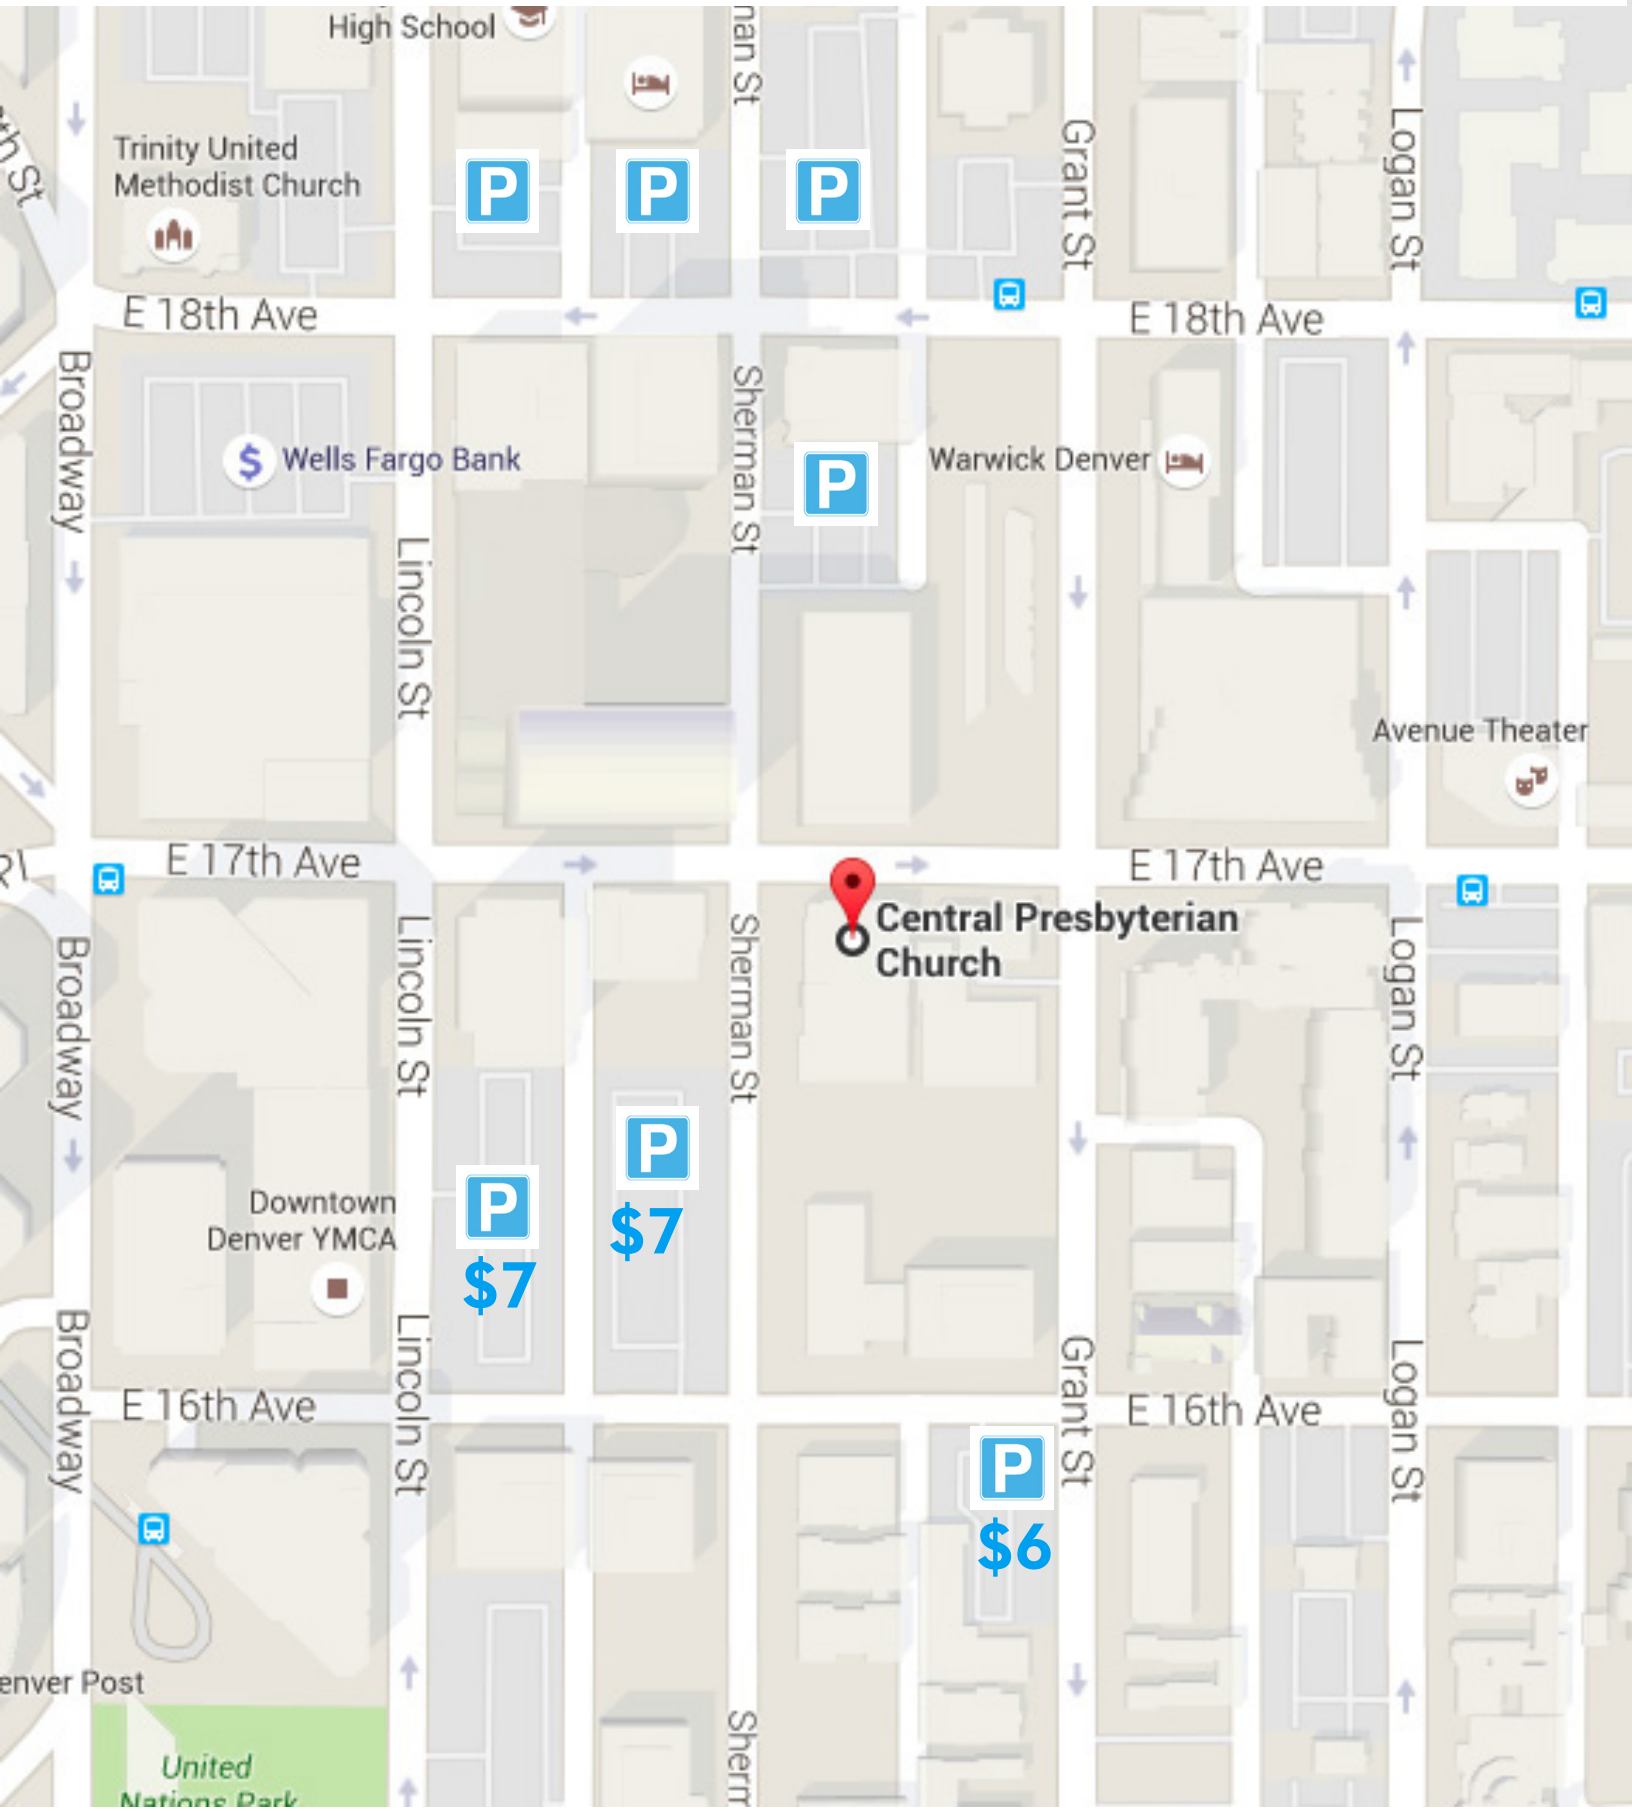 High School
man St
Trinity United
Methodist Church
P
P
P
Grant St
Logan St
E 18th Ave
E 18th Ave
Broadway
$
Wells Fargo Bank
Sherman St
P
Warwick Denver
Lincoln St
Avenue Theater
E 17th Ave
E 17th Ave
Central Presbyterian
Church
Broadway
Lincoln St
Sherman St
Logan St
P
$7
P
$7
Downtown
Denver YMCA
Broadway
Lincoln St
Grant St
Logan St
E 16th Ave
E 16th Ave
P
$6
enver Post
Sherm
United
Nations Park